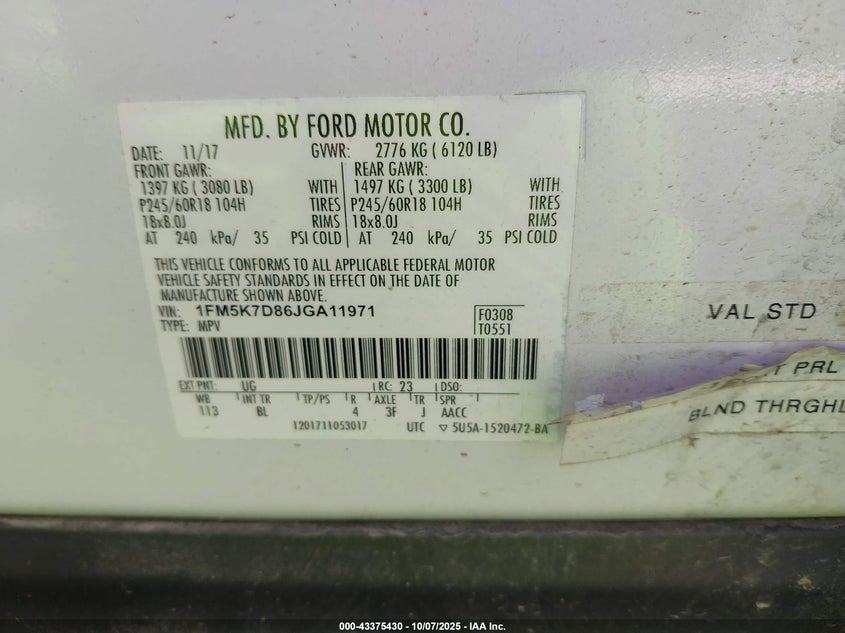 MFD. BY FORD MOTOR CO.
DATE: 11/17 GVWR: 2776 KG ( 6120 LB)
FRONT GAWR: REAR GAWR:
1397 KG ( 3080 LB) WITH 1497 KG ( 3300 LB) WITH
P245/60R18 104H TIRES P245/60R18 104H TIRES
18x8.0J RIMS 18x8.0J RIMS
AT 240 kPa/ 35 PSI COLD AT 240 kPa/ 35 PSI COLD
THIS VEHICLE CONFORMS TO ALL APPLICABLE FEDERAL MOTOR
VEHICLE SAFETY STANDARDS IN EFFECT ON THE DATE OF
MANUFACTURE SHOWN ABOVE.
VIN: 1FM5K7D86JGA11971 F0308
TYPE: MPV T0551
EXT PNT: UG RC: 23 DSO:
WB INT TR TP/PS R AXLE TR SPR
113 BL 4 3F J AACC
1201711053017 UTC ▽ 5U5A-1520472-BA
VAL STD
T PRL
BLND THRGHL
000-43375430 - 10/07/2025 - IAA Inc.